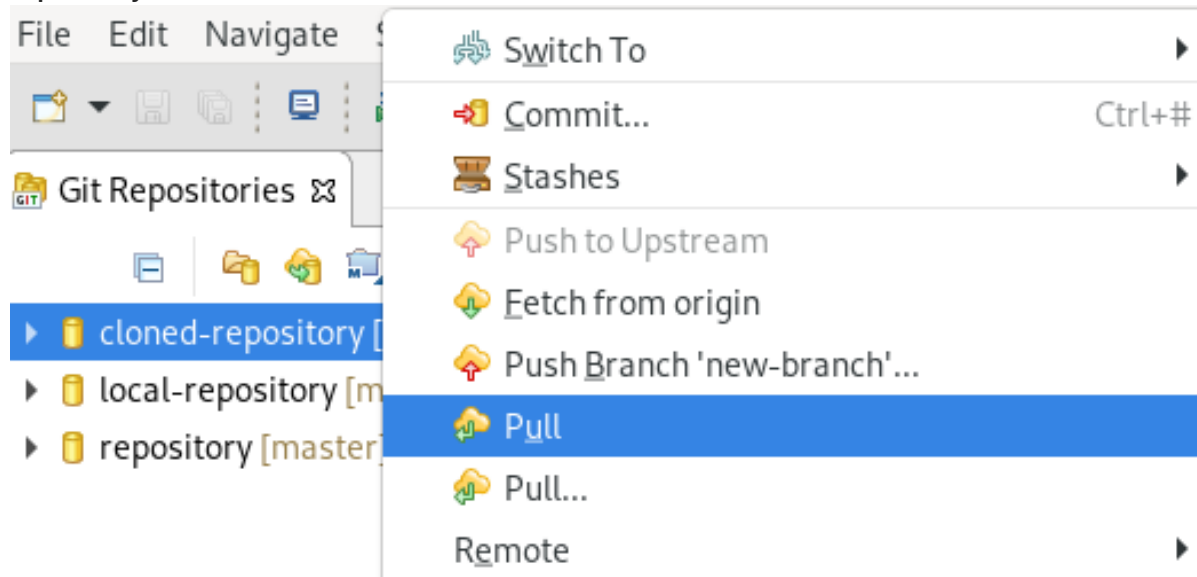 File Edit Navigate
Switch To
Commit... Ctrl+#
GIT Git Repositories
Stashes
Push to Upstream
M
Fetch from origin
cloned-repository [
Push Branch 'new-branch'...
local-repository [m
Pull
repository [master]
Pull...
Remote